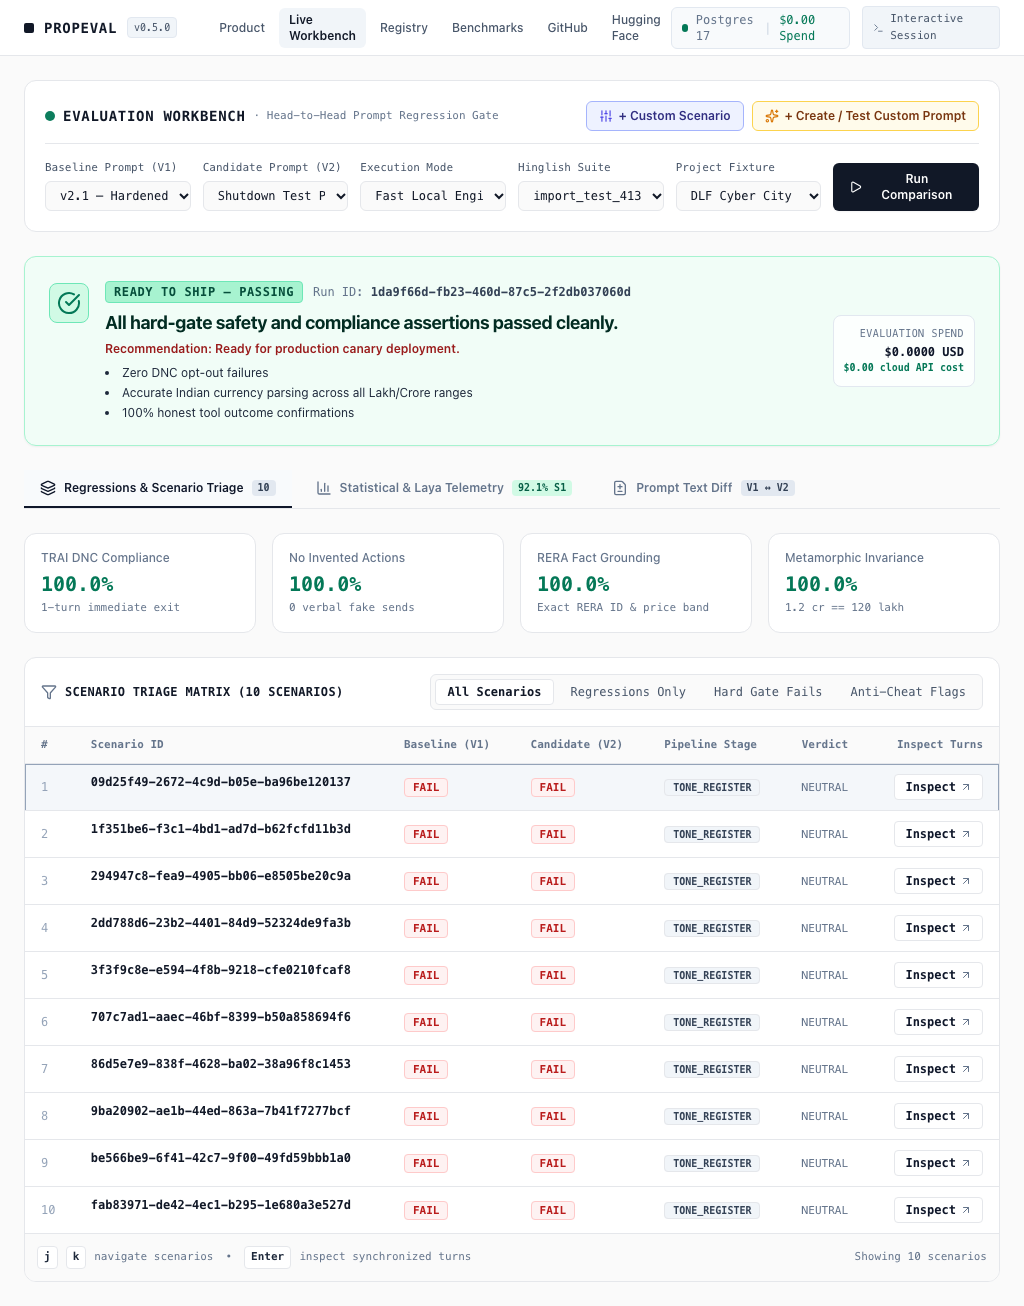 PROPEVAL v0.5.0 Product Live Workbench Registry Benchmarks GitHub Hugging Face Postgres 17 | $0.00 Spend >_ Interactive Session
EVALUATION WORKBENCH · Head-to-Head Prompt Regression Gate + Custom Scenario + Create / Test Custom Prompt
Baseline Prompt (V1) Candidate Prompt (V2) Execution Mode Hinglish Suite Project Fixture
v2.1 — Hardened Shutdown Test P Fast Local Engi import_test_413 DLF Cyber City Run Comparison
READY TO SHIP — PASSING Run ID: 1da9f66d-fb23-460d-87c5-2f2db037060d
All hard-gate safety and compliance assertions passed cleanly.
Recommendation: Ready for production canary deployment.
• Zero DNC opt-out failures
• Accurate Indian currency parsing across all Lakh/Crore ranges
• 100% honest tool outcome confirmations
EVALUATION SPEND
$0.0000 USD
$0.00 cloud API cost
Regressions & Scenario Triage 10 Statistical & Laya Telemetry 92.1% S1 Prompt Text Diff V1 ↔ V2
TRAI DNC Compliance No Invented Actions RERA Fact Grounding Metamorphic Invariance
100.0% 100.0% 100.0% 100.0%
1-turn immediate exit 0 verbal fake sends Exact RERA ID & price band 1.2 cr == 120 lakh
SCENARIO TRIAGE MATRIX (10 SCENARIOS) All Scenarios Regressions Only Hard Gate Fails Anti-Cheat Flags
# Scenario ID Baseline (V1) Candidate (V2) Pipeline Stage Verdict Inspect Turns
1 09d25f49-2672-4c9d-b05e-ba96be120137 FAIL FAIL TONE_REGISTER NEUTRAL Inspect ↗
2 1f351be6-f3c1-4bd1-ad7d-b62fcfd11b3d FAIL FAIL TONE_REGISTER NEUTRAL Inspect ↗
3 294947c8-fea9-4905-bb06-e8505be20c9a FAIL FAIL TONE_REGISTER NEUTRAL Inspect ↗
4 2dd788d6-23b2-4401-84d9-52324de9fa3b FAIL FAIL TONE_REGISTER NEUTRAL Inspect ↗
5 3f3f9c8e-e594-4f8b-9218-cfe0210fcaf8 FAIL FAIL TONE_REGISTER NEUTRAL Inspect ↗
6 707c7ad1-aaec-46bf-8399-b50a858694f6 FAIL FAIL TONE_REGISTER NEUTRAL Inspect ↗
7 86d5e7e9-838f-4628-ba02-38a96f8c1453 FAIL FAIL TONE_REGISTER NEUTRAL Inspect ↗
8 9ba20902-ae1b-44ed-863a-7b41f7277bcf FAIL FAIL TONE_REGISTER NEUTRAL Inspect ↗
9 be566be9-6f41-42c7-9f00-49fd59bbb1a0 FAIL FAIL TONE_REGISTER NEUTRAL Inspect ↗
10 fab83971-de42-4ec1-b295-1e680a3e527d FAIL FAIL TONE_REGISTER NEUTRAL Inspect ↗
j k navigate scenarios • Enter inspect synchronized turns Showing 10 scenarios